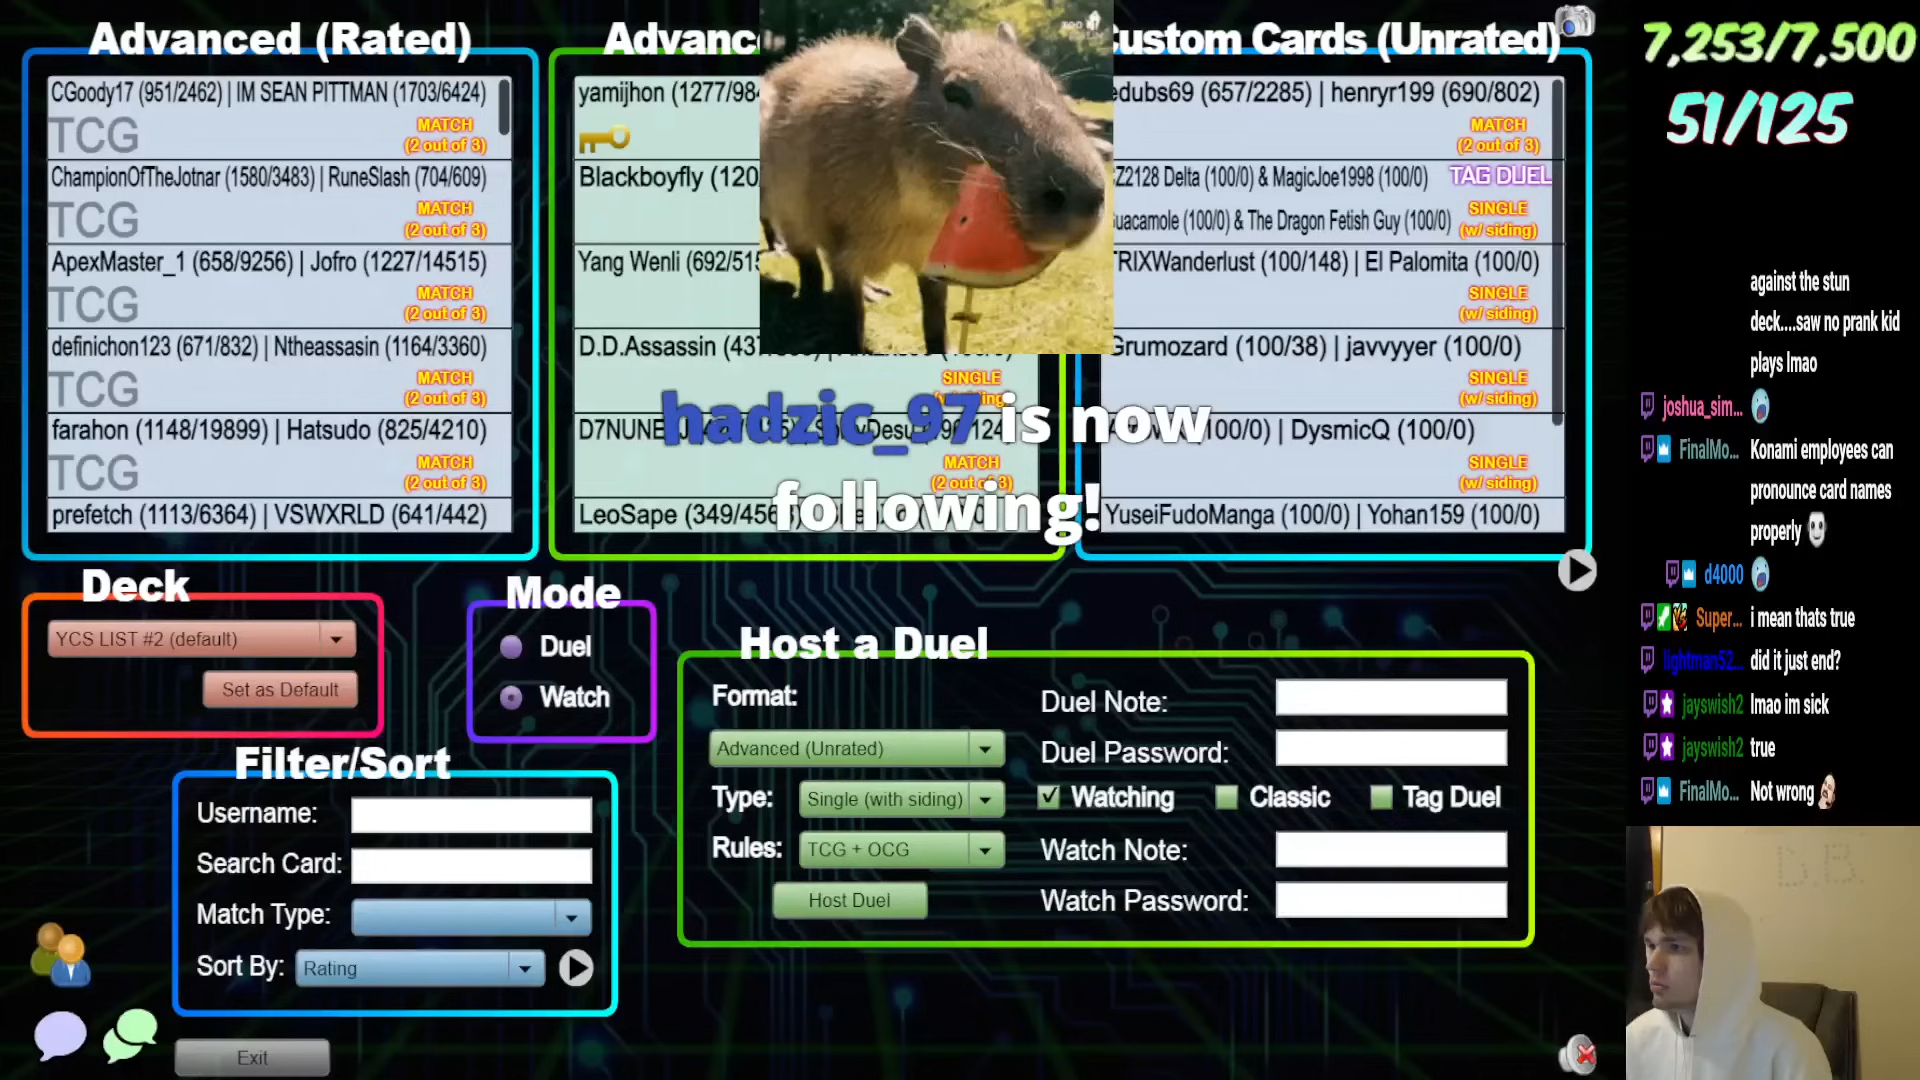 Advanced (Rated)
CGoody17 (951/2462) | IM SEAN PITTMAN (1703/6424)
TCG
MATCH
(2 out of 3)
ChampionOfTheJotnar (1580/3483) | RuneSlash (704/609)
TCG
MATCH
(2 out of 3)
ApexMaster_1 (658/9256) | Jofro (1227/14515)
TCG
MATCH
(2 out of 3)
definichon123 (671/832) | Ntheassasin (1164/3360)
TCG
MATCH
(2 out of 3)
farahon (1148/19899) | Hatsudo (825/4210)
TCG
MATCH
(2 out of 3)
prefetch (1113/6364) | VSWXRLD (641/442)
yamijhon (1277/98
Blackboyfly (120
Yang Wenli (692/515
D.D.Assassin (437
SINGLE
D7NUNE
MATCH
(2 out of 3)
LeoSape (349/456
hadzic_97 is now
following!
Custom Cards (Unrated)
edubs69 (657/2285) | henryr199 (690/802)
MATCH
(2 out of 3)
Z2128 Delta (100/0) & MagicJoe1998 (100/0)
TAG DUEL
uacamole (100/0) & The Dragon Fetish Guy (100/0)
SINGLE
(w/ siding)
TRIXWanderlust (100/148) | El Palomita (100/0)
SINGLE
(w/ siding)
Grumozard (100/38) | javvyyer (100/0)
SINGLE
(w/ siding)
(100/0) | DysmicQ (100/0)
SINGLE
(w/ siding)
YuseiFudoManga (100/0) | Yohan159 (100/0)
Deck
YCS LIST #2 (default)
Set as Default
Mode
Duel
Watch
Filter/Sort
Username:
Search Card:
Match Type:
Sort By:
Rating
Exit
Host a Duel
Format:
Advanced (Unrated)
Type:
Single (with siding)
Rules:
TCG + OCG
Host Duel
Duel Note:
Duel Password:
Watching
Classic
Tag Duel
Watch Note:
Watch Password:
7,253/7,500
51/125
against the stun
deck....saw no prank kid
plays lmao
joshua_sim...
FinalMo... Konami employees can
pronounce card names
properly
d4000
Super... i mean thats true
lightman52... did it just end?
jayswish2 lmao im sick
jayswish2 true
FinalMo... Not wrong
D.B.